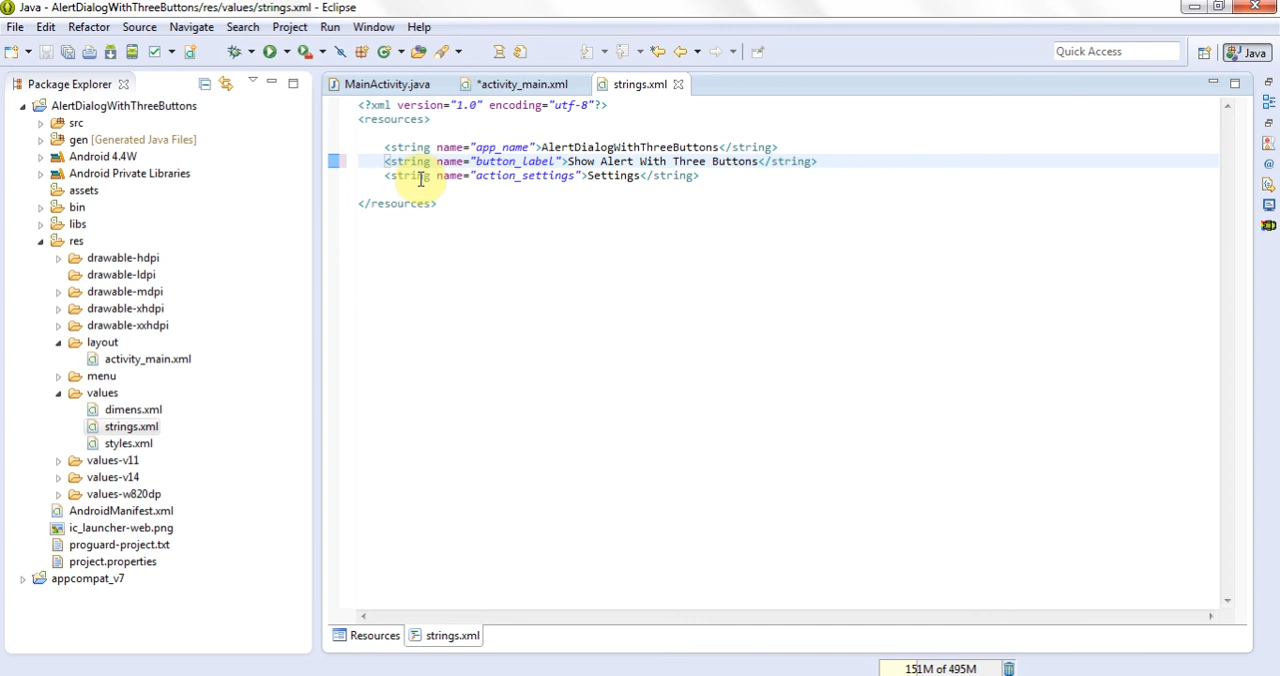 Java - AlertDialogWithThreeButtons/res/values/strings.xml - Eclipse
File Edit Refactor Source Navigate Search Project Run Window Help
Quick Access
Java
Package Explorer
MainActivity.java
*activity_main.xml
strings.xml
AlertDialogWithThreeButtons
src
gen [Generated Java Files]
Android 4.4W
Android Private Libraries
assets
bin
libs
res
drawable-hdpi
drawable-ldpi
drawable-mdpi
drawable-xhdpi
drawable-xxhdpi
layout
activity_main.xml
menu
values
dimens.xml
strings.xml
styles.xml
values-v11
values-v14
values-w820dp
AndroidManifest.xml
ic_launcher-web.png
proguard-project.txt
project.properties
appcompat_v7
<?xml version="1.0" encoding="utf-8"?>
<resources>
<string name="app_name">AlertDialogWithThreeButtons</string>
<string name="button_label">Show Alert With Three Buttons</string>
<string name="action_settings">Settings</string>
</resources>
Resources
strings.xml
151M of 495M